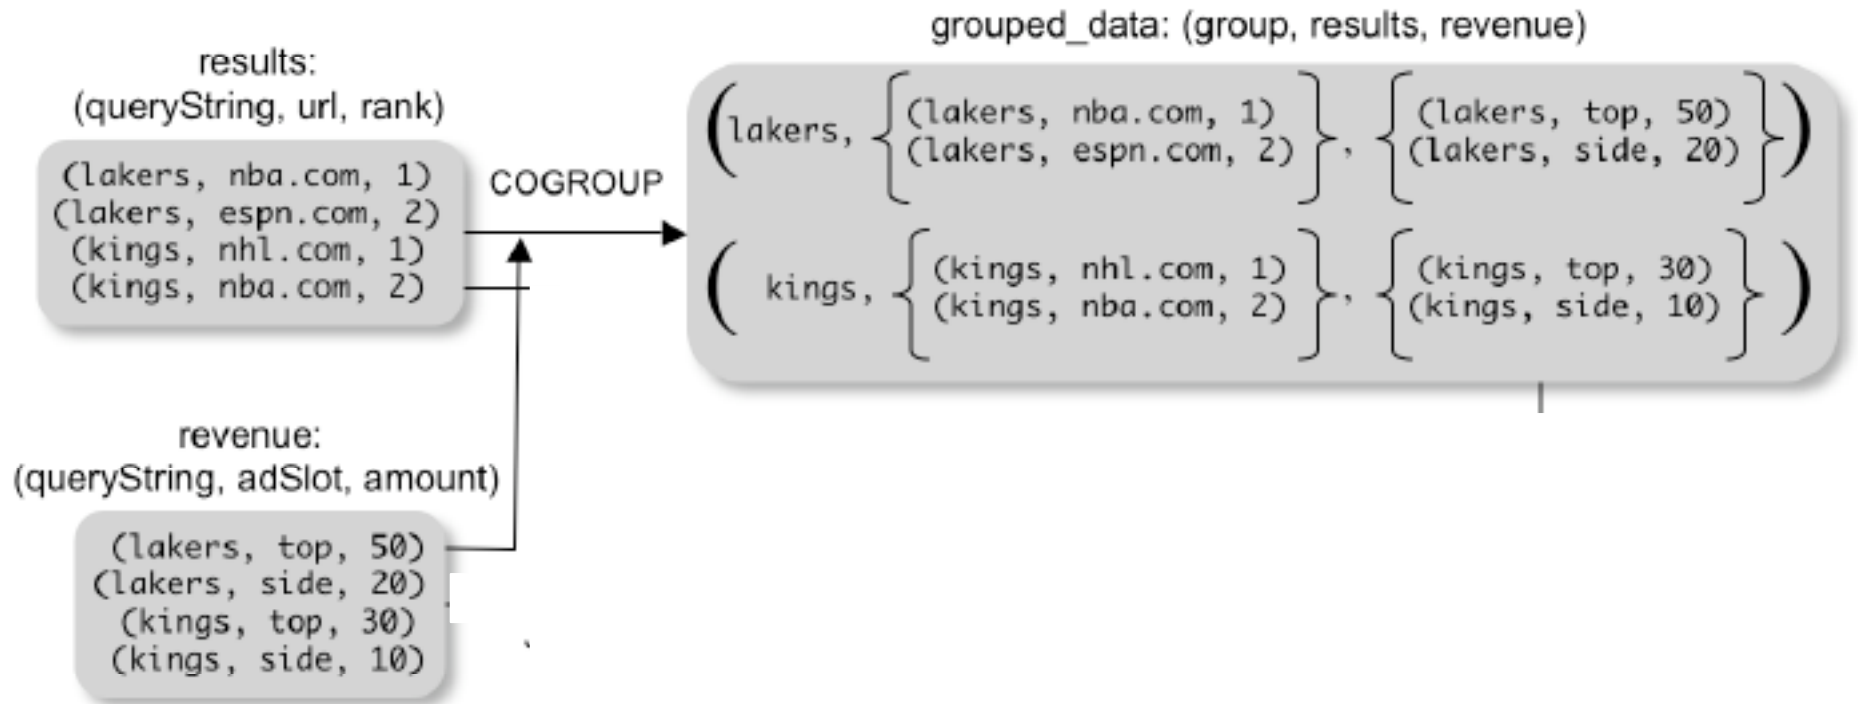 results:
(queryString, url, rank)
(lakers, nba.com, 1)
(lakers, espn.com, 2)
(kings, nhl.com, 1)
(kings, nba.com, 2)
COGROUP
grouped_data: (group, results, revenue)
(lakers, {(lakers, nba.com, 1)
(lakers, espn.com, 2)}, {(lakers, top, 50)
(lakers, side, 20)})
(kings, {(kings, nhl.com, 1)
(kings, nba.com, 2)}, {(kings, top, 30)
(kings, side, 10)})
revenue:
(queryString, adSlot, amount)
(lakers, top, 50)
(lakers, side, 20)
(kings, top, 30)
(kings, side, 10)